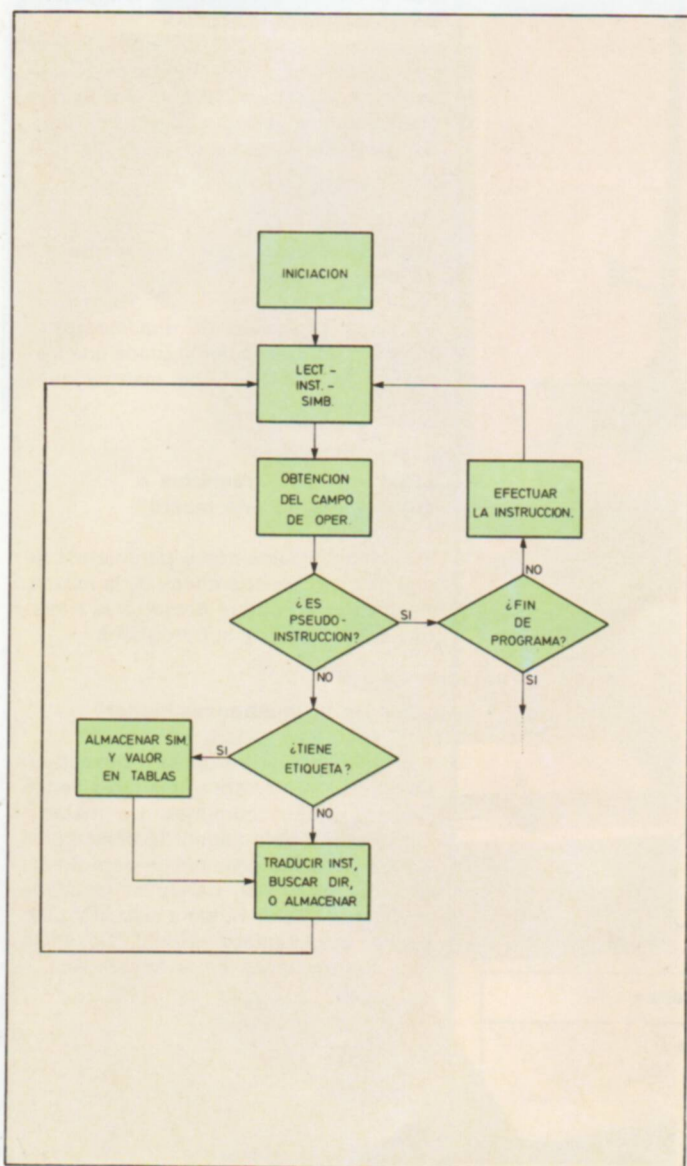 INICIACION
LECT.-
INST.-
SIMB.
OBTENCION
DEL CAMPO
DE OPER.
EFECTUAR
LA INSTRUCCION.
¿ES
PSEUDO-
INSTRUCCION?
SI
¿FIN
DE
PROGRAMA?
NO
SI
NO
¿TIENE
ETIQUETA?
SI
ALMACENAR SIM.
Y VALOR
EN TABLAS
NO
TRADUCIR INST,
BUSCAR DIR,
O ALMACENAR